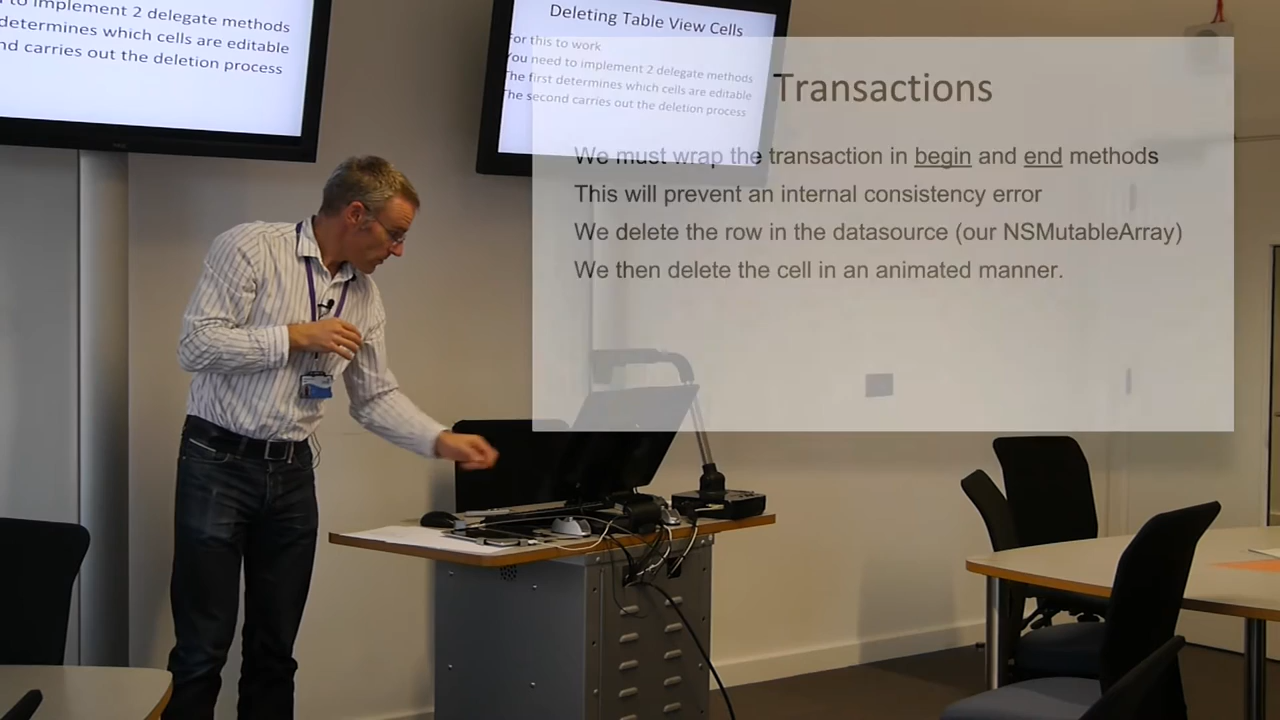 to implement 2 delegate methods
determines which cells are editable
nd carries out the deletion process
Deleting Table View Cells
For this to work
You need to implement 2 delegate methods
The first determines which cells are editable
The second carries out the deletion process
Transactions
We must wrap the transaction in begin and end methods
This will prevent an internal consistency error
We delete the row in the datasource (our NSMutableArray)
We then delete the cell in an animated manner.